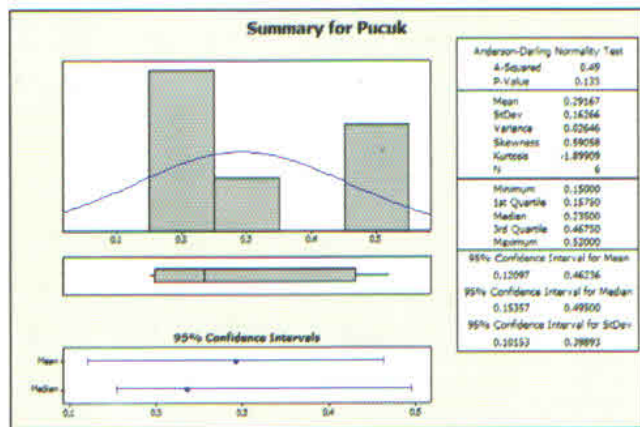 Summary for Pucuk
Anderson-Darling Normality Test
A-Squared 0.49
P-Value 0.133
Mean 0.29167
StDev 0.16266
Variance 0.02646
Skewness 0.59058
Kurtosis -1.89909
N 6
Minimum 0.15000
1st Quartile 0.15750
Median 0.23500
3rd Quartile 0.46750
Maximum 0.52000
95% Confidence Interval for Mean
0.12097 0.46236
95% Confidence Interval for Median
0.15357 0.49500
95% Confidence Interval for StDev
0.10153 0.39893
0.1 0.2 0.3 0.4 0.5
95% Confidence Intervals
Mean
Median
0.1 0.2 0.3 0.4 0.5